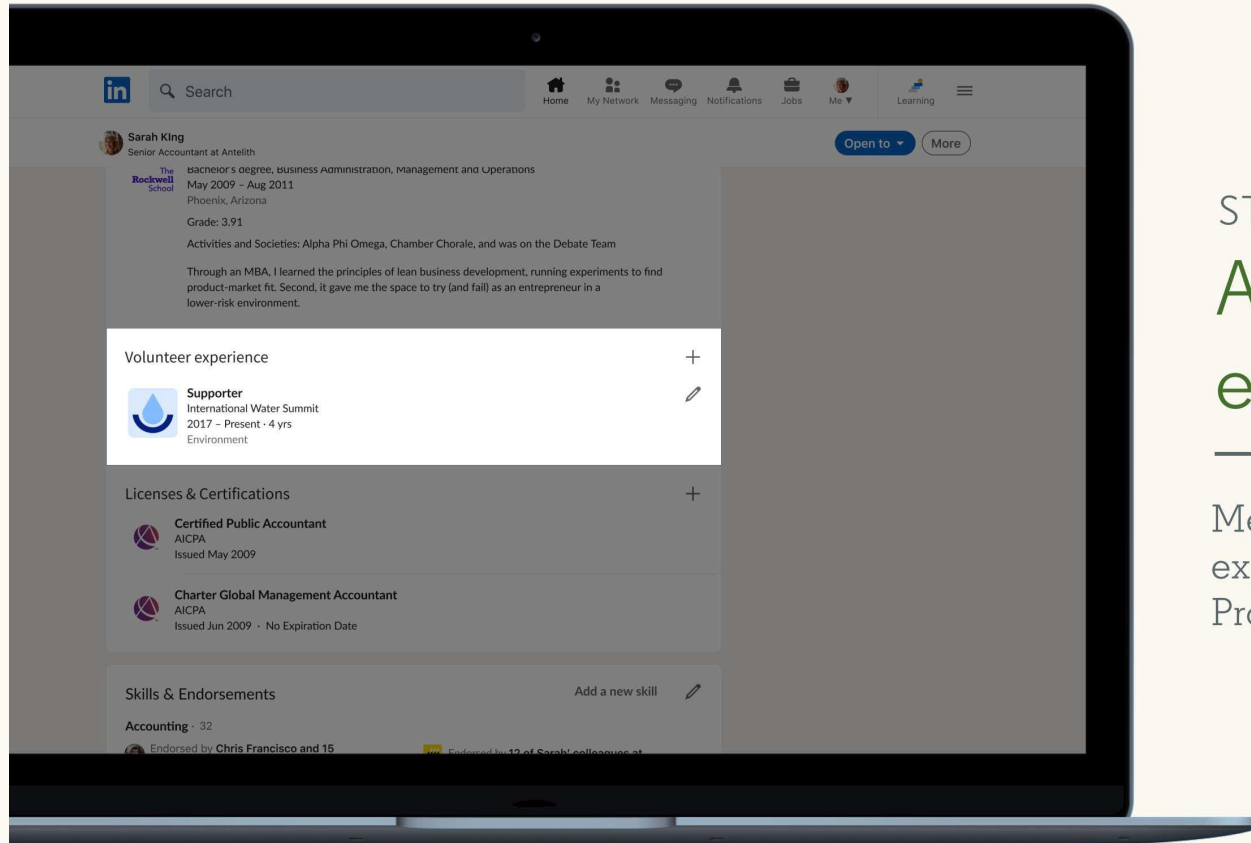 in
Search
Home
My Network
Messaging
Notifications
Jobs
Me ▼
Learning
Sarah KIng
Senior Accountant at Antelith
Open to
More
The
Rockwell
School
Bachelor's degree, Business Administration, Management and Operations
May 2009 – Aug 2011
Phoenix, Arizona
Grade: 3.91
Activities and Societies: Alpha Phi Omega, Chamber Chorale, and was on the Debate Team
Through an MBA, I learned the principles of lean business development, running experiments to find
product-market fit. Second, it gave me the space to try (and fail) as an entrepreneur in a
lower-risk environment.
Volunteer experience
Supporter
International Water Summit
2017 – Present · 4 yrs
Environment
Licenses & Certifications
Certified Public Accountant
AICPA
Issued May 2009
Charter Global Management Accountant
AICPA
Issued Jun 2009 · No Expiration Date
Skills & Endorsements
Add a new skill
Accounting · 32
Endorsed by Chris Francisco and 15
Endorsed by 12 of Sarah' colleagues at
ST
A
e
Me
ex
Pro